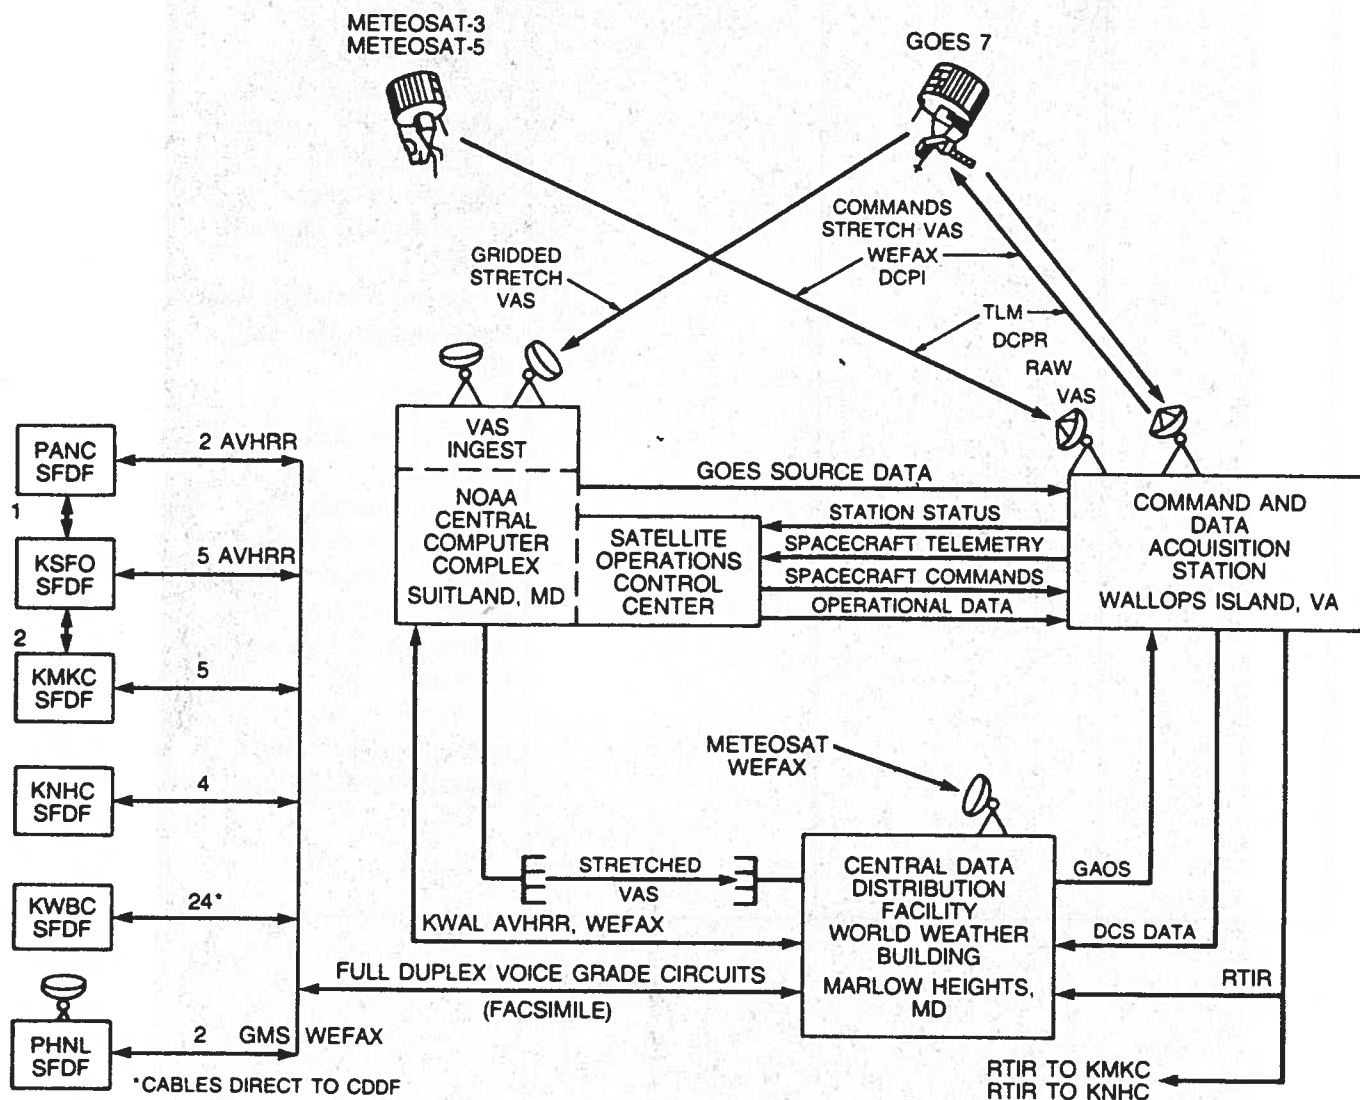 METEOSAT-3
METEOSAT-5
GOES 7
COMMANDS
STRETCH VAS
WEFAX
DCPI
GRIDDED
STRETCH
VAS
TLM
DCPR
RAW
VAS
VAS
INGEST
NOAA
CENTRAL
COMPUTER
COMPLEX
SUITLAND, MD
SATELLITE
OPERATIONS
CONTROL
CENTER
GOES SOURCE DATA
STATION STATUS
SPACECRAFT TELEMETRY
SPACECRAFT COMMANDS
OPERATIONAL DATA
COMMAND AND
DATA
ACQUISITION
STATION
WALLOPS ISLAND, VA
PANC
SFDF
2 AVHRR
1
KSFO
SFDF
5 AVHRR
2
KMKC
SFDF
5
KNHC
SFDF
4
KWBC
SFDF
24*
PHNL
SFDF
2 GMS WEFAX
*CABLES DIRECT TO CDDF
METEOSAT
WEFAX
STRETCHED
VAS
KWAL AVHRR, WEFAX
FULL DUPLEX VOICE GRADE CIRCUITS
(FACSIMILE)
CENTRAL DATA
DISTRIBUTION
FACILITY
WORLD WEATHER
BUILDING
MARLOW HEIGHTS,
MD
GAOS
DCS DATA
RTIR
RTIR TO KMKC
RTIR TO KNHC